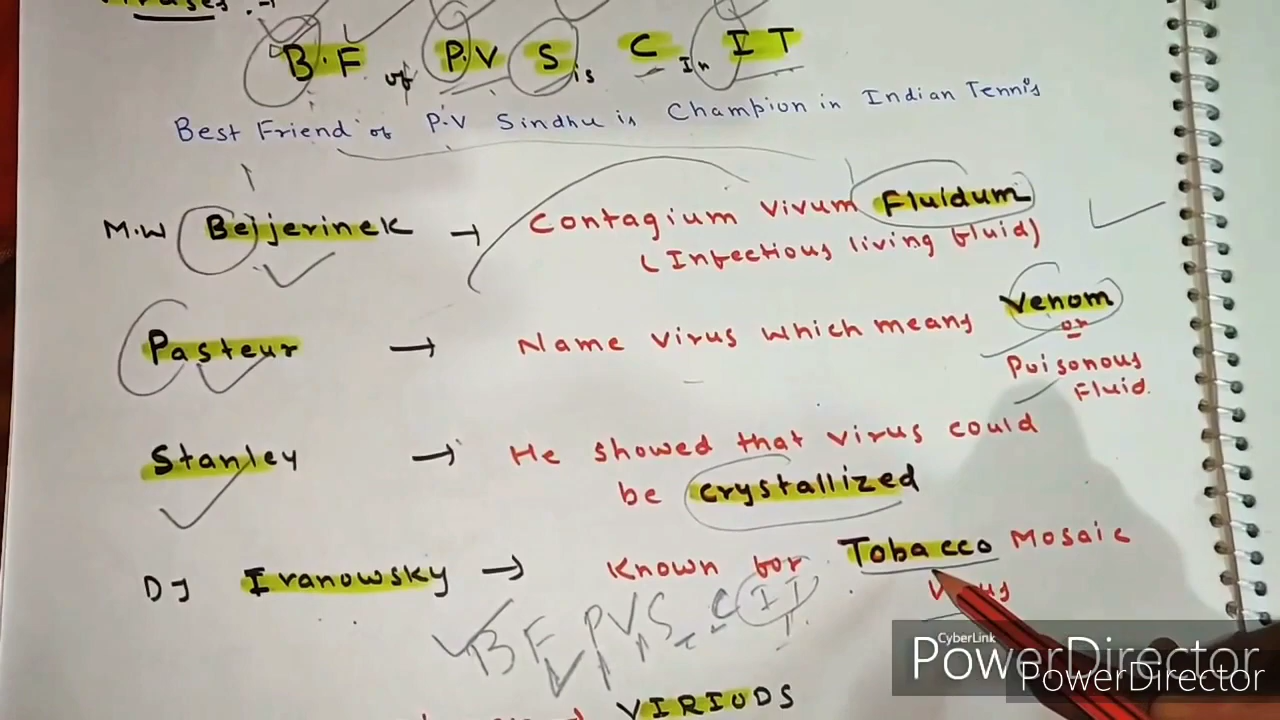 Viruses :-
B.F of P.V S is C In I T
Best Friend of P.V Sindhu is Champion in Indian Tennis
M.W Beijerinek → Contagium Vivum Fluidum
(Infectious living fluid)
Pasteur → Name virus which means Venom
or
Poisonous
Fluid.
Stanley → He showed that virus could
be crystallized
DJ Ivanowsky → Known for Tobacco Mosaic
Virus
BF PVS C IT
VIRIODS
CyberLink
PowerDirector
PowerDirector